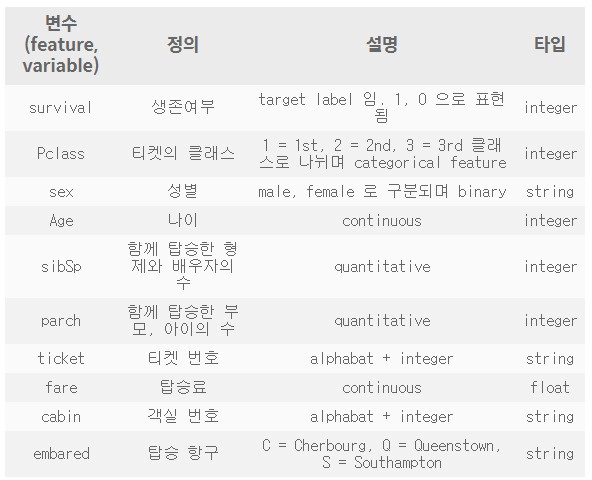 변수 (feature, variable) 정의 설명 타입
survival 생존여부 target label 임. 1, 0 으로 표현됨 integer
Pclass 티켓의 클래스 1 = 1st, 2 = 2nd, 3 = 3rd 클래스로 나뉘며 categorical feature integer
sex 성별 male, female 로 구분되며 binary string
Age 나이 continuous integer
sibSp 함께 탑승한 형제와 배우자의 수 quantitative integer
parch 함께 탑승한 부모, 아이의 수 quantitative integer
ticket 티켓 번호 alphabat + integer string
fare 탑승료 continuous float
cabin 객실 번호 alphabat + integer string
embared 탑승 항구 C = Cherbourg, Q = Queenstown, S = Southampton string